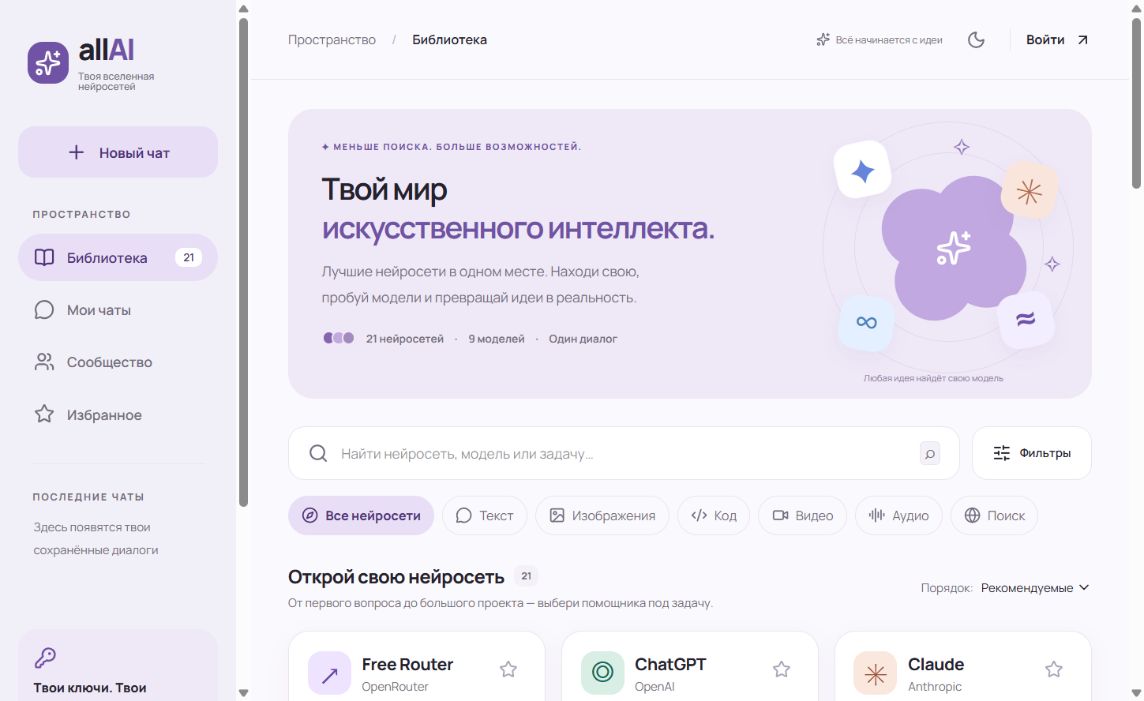 allAI
Твоя вселенная
нейросетей
Новый чат
ПРОСТРАНСТВО
Библиотека 21
Мои чаты
Сообщество
Избранное
ПОСЛЕДНИЕ ЧАТЫ
Здесь появятся твои
сохранённые диалоги
Твои ключи. Твои
Пространство / Библиотека
Всё начинается с идеи
Войти
МЕНЬШЕ ПОИСКА. БОЛЬШЕ ВОЗМОЖНОСТЕЙ.
Твой мир
искусственного интеллекта.
Лучшие нейросети в одном месте. Находи свою,
пробуй модели и превращай идеи в реальность.
21 нейросетей · 9 моделей · Один диалог
Любая идея найдёт свою модель
Найти нейросеть, модель или задачу...
Фильтры
Все нейросети
Текст
Изображения
Код
Видео
Аудио
Поиск
Открой свою нейросеть 21
От первого вопроса до большого проекта — выбери помощника под задачу.
Порядок: Рекомендуемые
Free Router
OpenRouter
ChatGPT
OpenAI
Claude
Anthropic